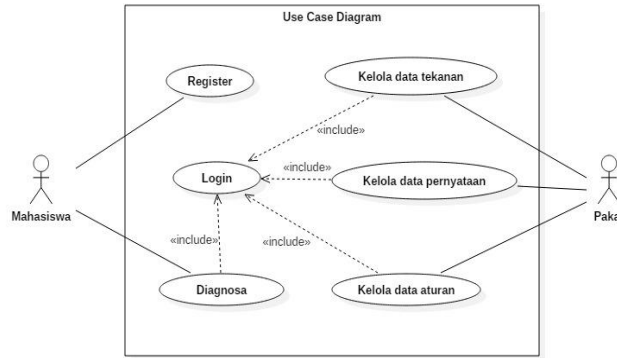 Use Case Diagram
Register
Kelola data tekanan
«include»
«include»
Login
Kelola data pernyataan
Mahasiswa
Paka
«include»
«include»
Diagnosa
Kelola data aturan